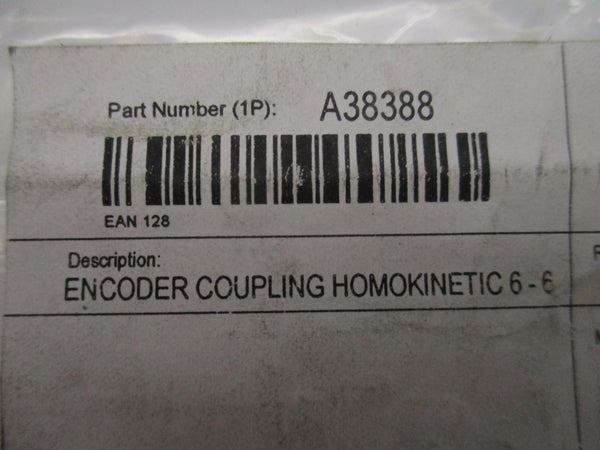 Part Number (1P): A38388
EAN 128
Description:
ENCODER COUPLING HOMOKINETIC 6 - 6